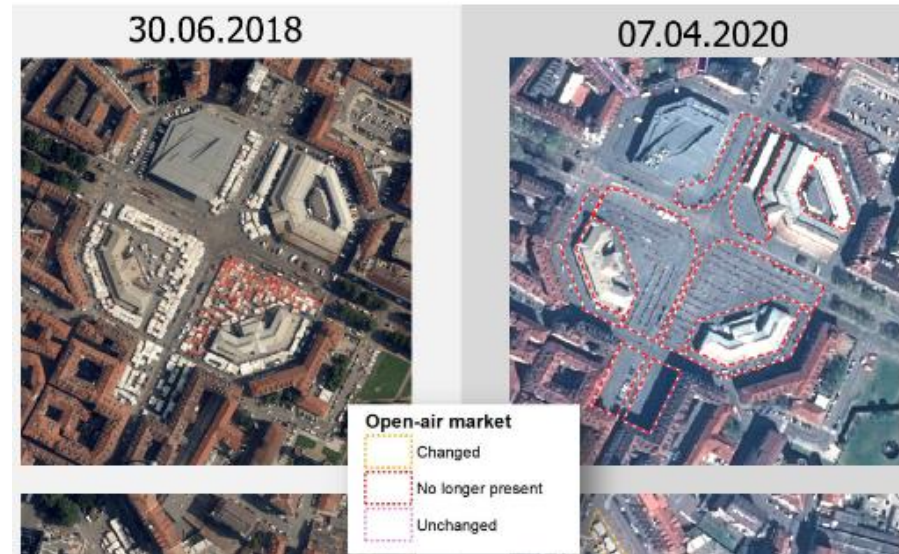 30.06.2018
07.04.2020
Open-air market
Changed
No longer present
Unchanged